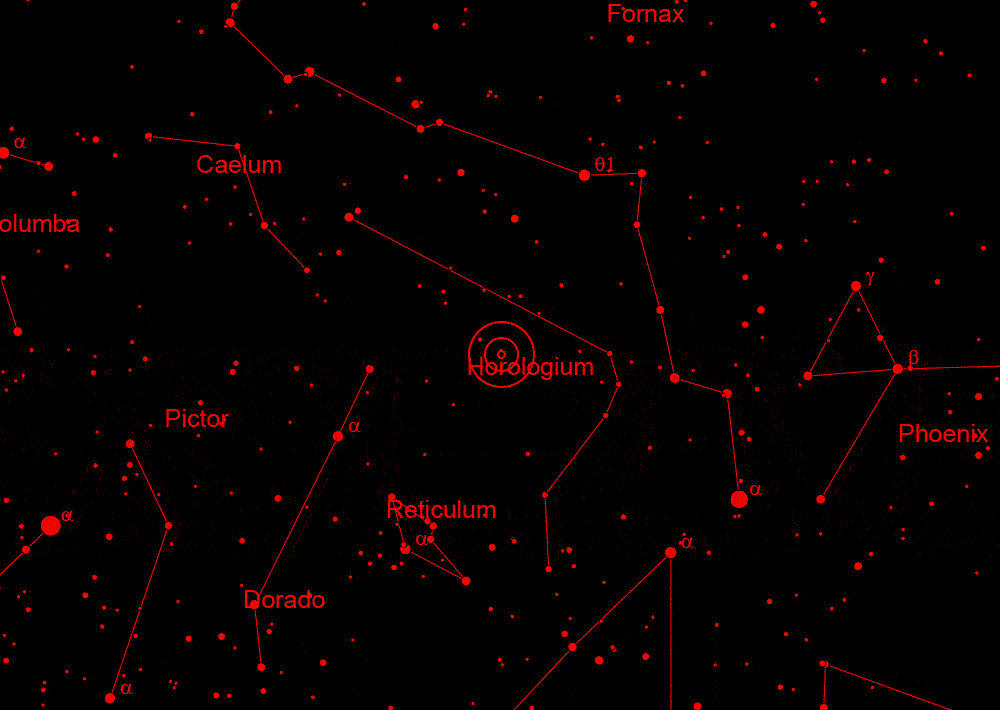 Fornax
α
Caelum
θ1
olumba
γ
β
Horologium
Pictor
α
Phoenix
α
Reticulum
α
α
α
Dorado
α